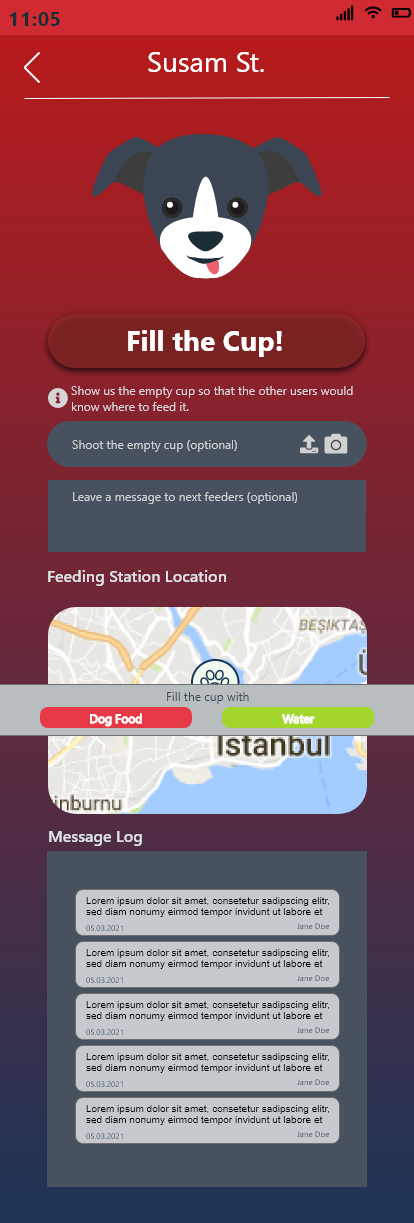 11:05
Susam St.
Fill the Cup!
Show us the empty cup so that the other users would
know where to feed it.
Shoot the empty cup (optional)
Leave a message to next feeders (optional)
Feeding Station Location
BEŞİKTAŞ
Ü
Fill the cup with
Dog Food
Water
İstanbul
inburnu
Message Log
Lorem ipsum dolor sit amet, consetetur sadipscing elitr,
sed diam nonumy eirmod tempor invidunt ut labore et
05.03.2021 Jane Doe
Lorem ipsum dolor sit amet, consetetur sadipscing elitr,
sed diam nonumy eirmod tempor invidunt ut labore et
05.03.2021 Jane Doe
Lorem ipsum dolor sit amet, consetetur sadipscing elitr,
sed diam nonumy eirmod tempor invidunt ut labore et
05.03.2021 Jane Doe
Lorem ipsum dolor sit amet, consetetur sadipscing elitr,
sed diam nonumy eirmod tempor invidunt ut labore et
05.03.2021 Jane Doe
Lorem ipsum dolor sit amet, consetetur sadipscing elitr,
sed diam nonumy eirmod tempor invidunt ut labore et
05.03.2021 Jane Doe